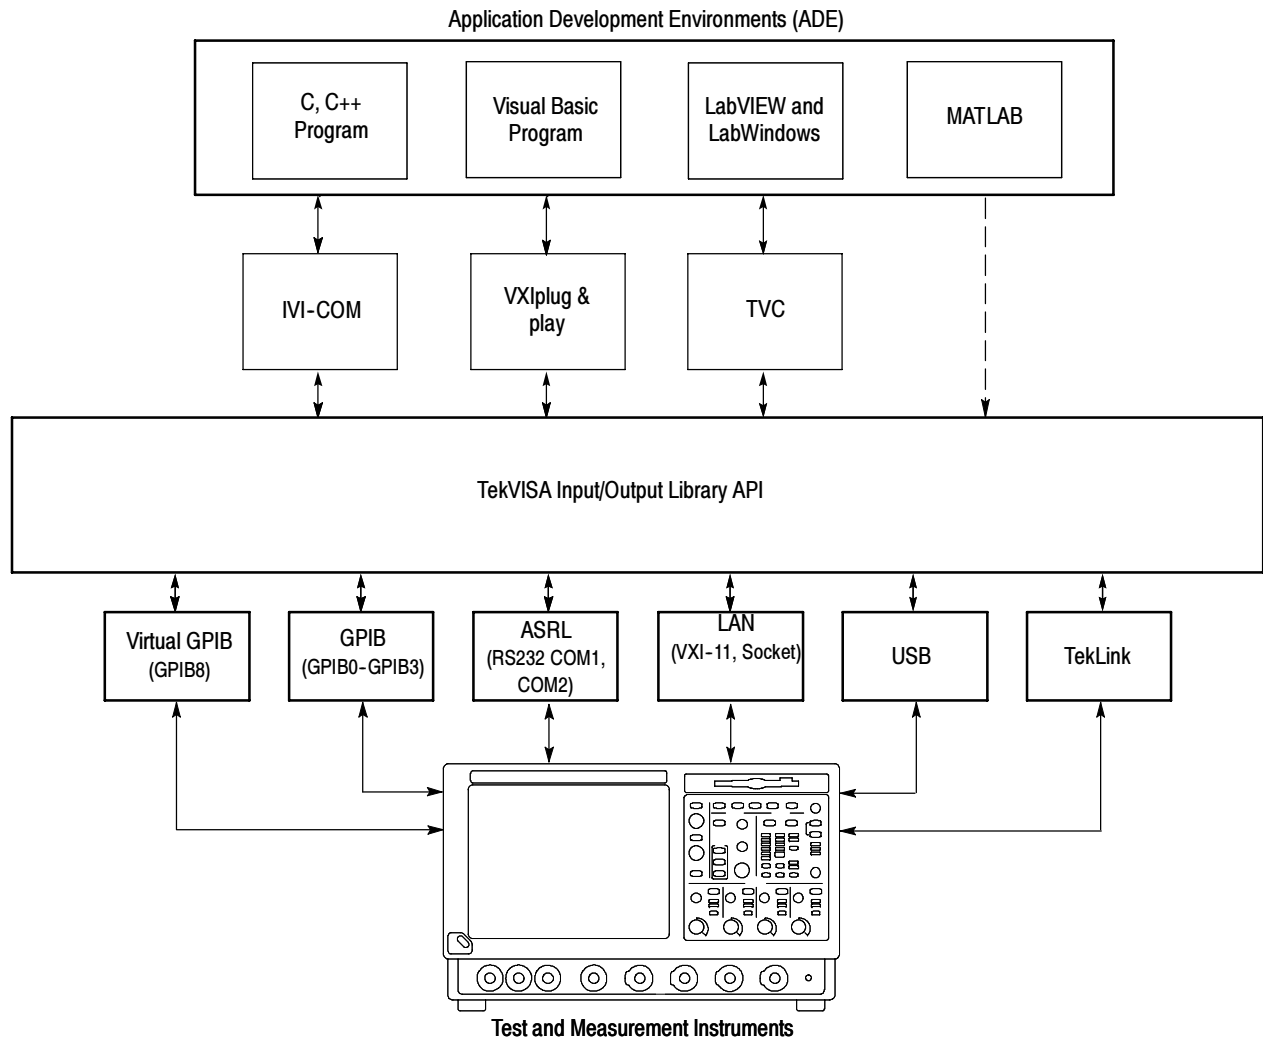 Application Development Environments (ADE)
C, C++
Program
Visual Basic
Program
LabVIEW and
LabWindows
MATLAB
IVI-COM
VXIplug &
play
TVC
TekVISA Input/Output Library API
Virtual GPIB
(GPIB8)
GPIB
(GPIB0-GPIB3)
ASRL
(RS232 COM1,
COM2)
LAN
(VXI-11, Socket)
USB
TekLink
Test and Measurement Instruments